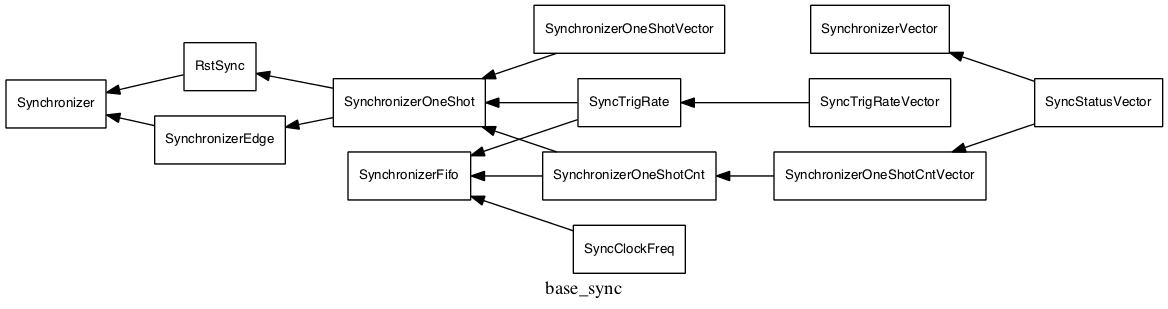 SynchronizerOneShotVector
SynchronizerVector
RstSync
Synchronizer
SynchronizerOneShot
SyncTrigRate
SyncTrigRateVector
SyncStatusVector
SynchronizerEdge
SynchronizerFifo
SynchronizerOneShotCnt
SynchronizerOneShotCntVector
SyncClockFreq
base_sync